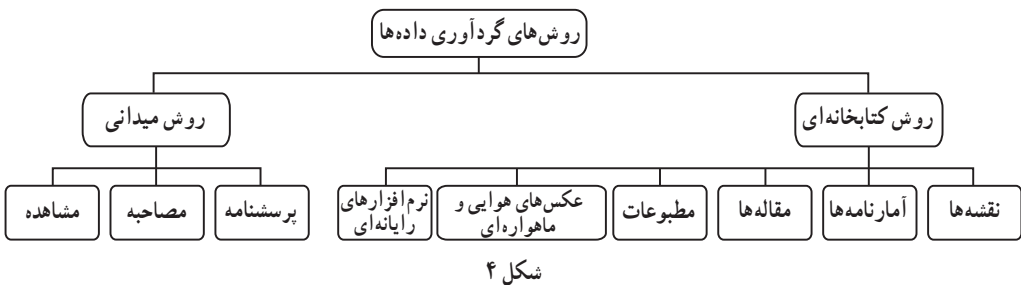 روش‌های گردآوری داده‌ها
روش کتابخانه‌ای
روش میدانی
نقشه‌ها
آمارنامه‌ها
مقاله‌ها
مطبوعات
عکس‌های هوایی و
ماهواره‌ای
نرم‌افزارهای
رایانه‌ای
پرسشنامه
مصاحبه
مشاهده
شکل ۴